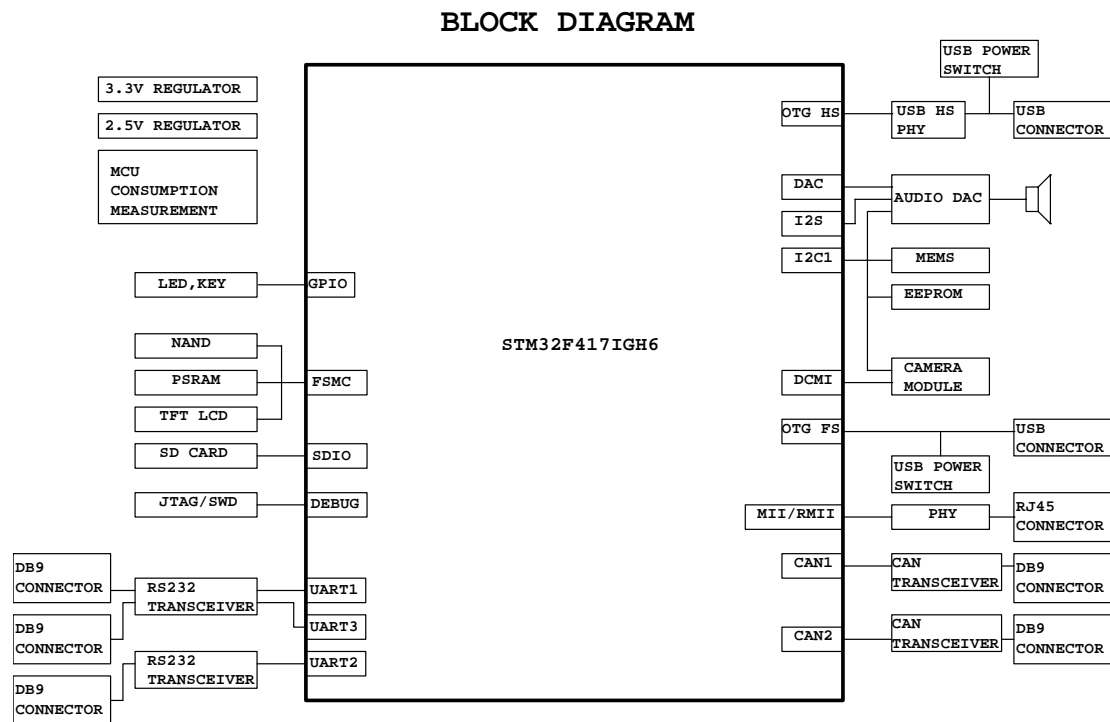 BLOCK DIAGRAM
3.3V REGULATOR
2.5V REGULATOR
MCU
CONSUMPTION
MEASUREMENT
LED,KEY
GPIO
NAND
PSRAM
FSMC
TFT LCD
SD CARD
SDIO
JTAG/SWD
DEBUG
DB9
CONNECTOR
RS232
TRANSCEIVER
UART1
DB9
CONNECTOR
UART3
RS232
TRANSCEIVER
UART2
DB9
CONNECTOR
STM32F417IGH6
USB POWER
SWITCH
OTG HS
USB HS
PHY
USB
CONNECTOR
DAC
AUDIO DAC
I2S
I2C1
MEMS
EEPROM
DCMI
CAMERA
MODULE
OTG FS
USB
CONNECTOR
USB POWER
SWITCH
MII/RMII
PHY
RJ45
CONNECTOR
CAN1
CAN
TRANSCEIVER
DB9
CONNECTOR
CAN2
CAN
TRANSCEIVER
DB9
CONNECTOR